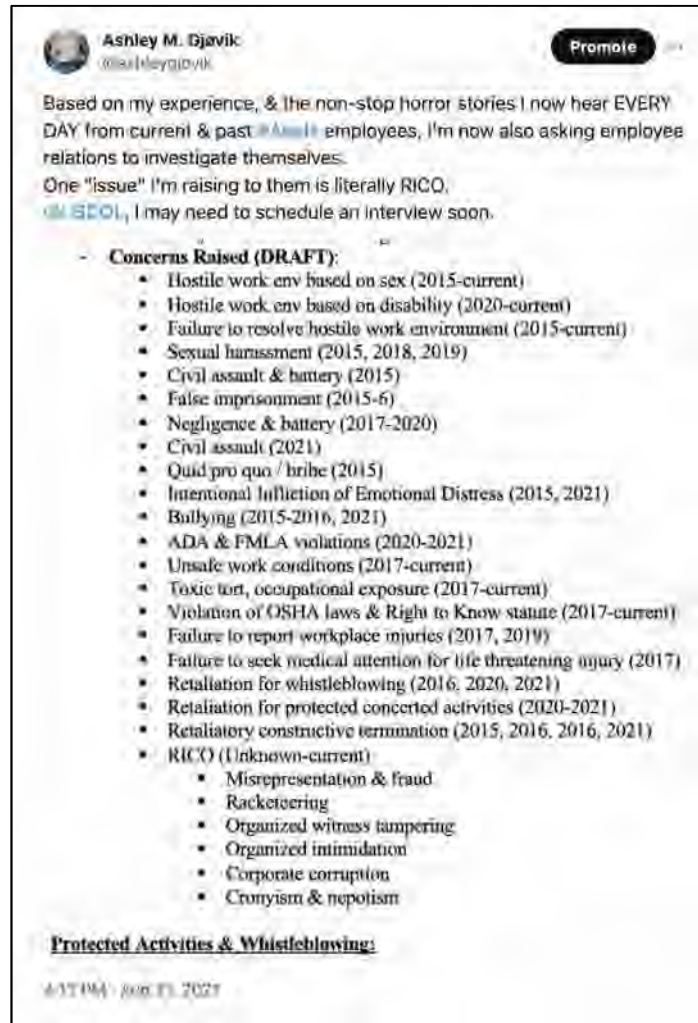 Ashley M. Gjøvik
@ashleygjovik
Promote
Based on my experience, & the non-stop horror stories I now hear EVERY
DAY from current & past #Apple employees, I'm now also asking employee
relations to investigate themselves.
One "issue" I'm raising to them is literally RICO.
@USDOL, I may need to schedule an interview soon.
- Concerns Raised (DRAFT):
▪ Hostile work env based on sex (2015-current)
▪ Hostile work env based on disability (2020-current)
▪ Failure to resolve hostile work environment (2015-current)
▪ Sexual harassment (2015, 2018, 2019)
▪ Civil assault & battery (2015)
▪ False imprisonment (2015-6)
▪ Negligence & battery (2017-2020)
▪ Civil assault (2021)
▪ Quid pro quo / bribe (2015)
▪ Intentional Infliction of Emotional Distress (2015, 2021)
▪ Bullying (2015-2016, 2021)
▪ ADA & FMLA violations (2020-2021)
▪ Unsafe work conditions (2017-current)
▪ Toxic tort, occupational exposure (2017-current)
▪ Violation of OSHA laws & Right to Know statute (2017-current)
▪ Failure to report workplace injuries (2017, 2019)
▪ Failure to seek medical attention for life threatening injury (2017)
▪ Retaliation for whistleblowing (2016, 2020, 2021)
▪ Retaliation for protected concerted activities (2020-2021)
▪ Retaliatory constructive termination (2015, 2016, 2016, 2021)
▪ RICO (Unknown-current)
▪ Misrepresentation & fraud
▪ Racketeering
▪ Organized witness tampering
▪ Organized intimidation
▪ Corporate corruption
▪ Cronyism & nepotism
Protected Activities & Whistleblowing:
PM · 2021